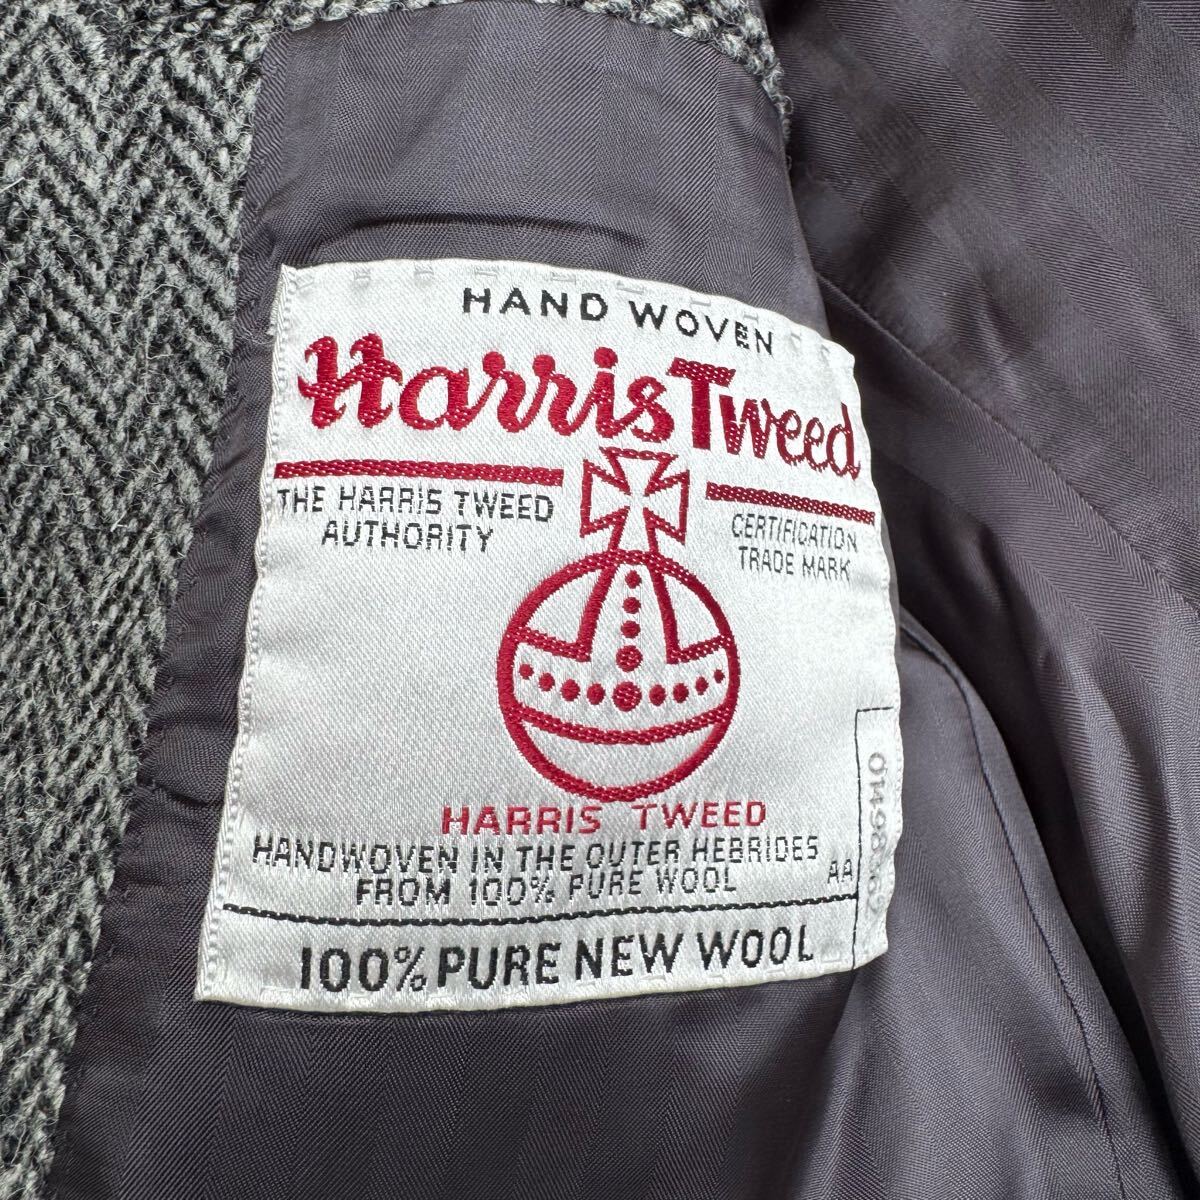 HAND WOVEN
Harris Tweed
THE HARRIS TWEED
AUTHORITY
CERTIFICATION
TRADE MARK
HARRIS TWEED
HANDWOVEN IN THE OUTER HEBRIDES
FROM 100% PURE WOOL
AA
100% PURE NEW WOOL